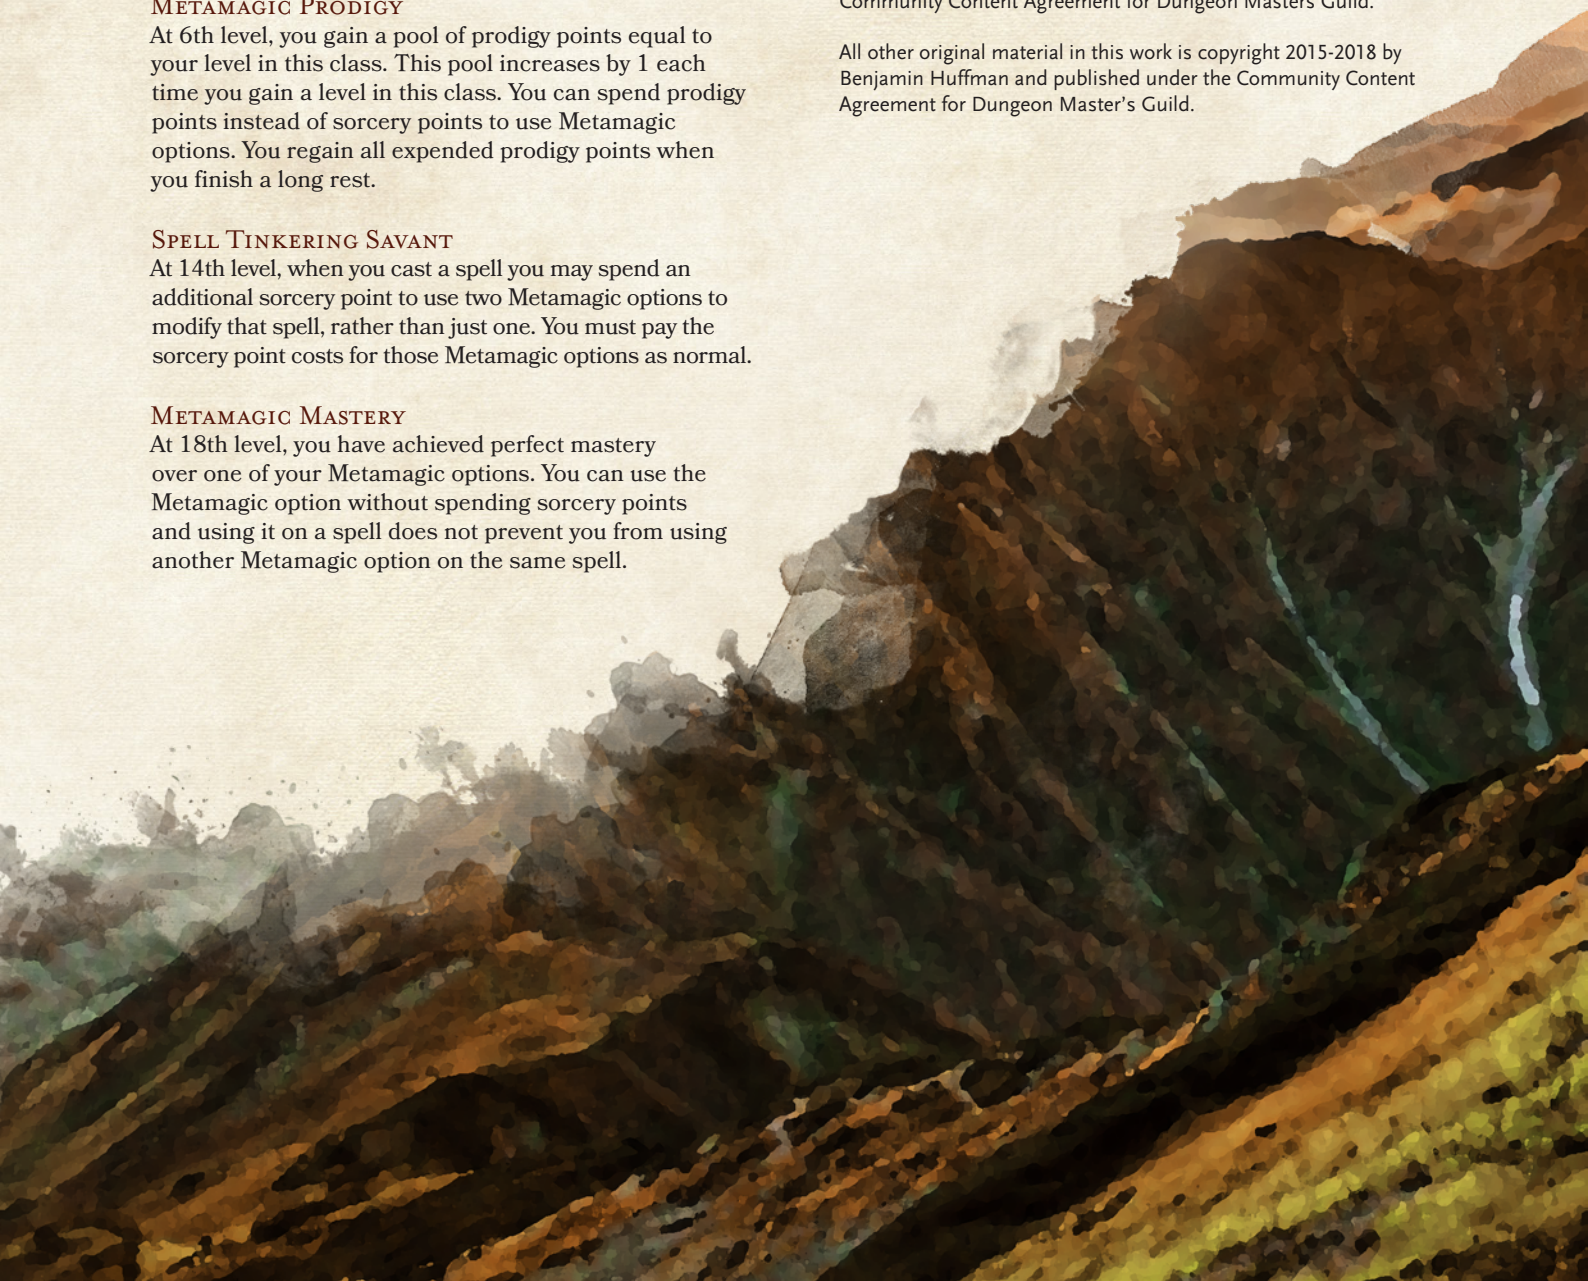 METAMAGIC PRODIGY
At 6th level, you gain a pool of prodigy points equal to
your level in this class. This pool increases by 1 each
time you gain a level in this class. You can spend prodigy
points instead of sorcery points to use Metamagic
options. You regain all expended prodigy points when
you finish a long rest.
SPELL TINKERING SAVANT
At 14th level, when you cast a spell you may spend an
additional sorcery point to use two Metamagic options to
modify that spell, rather than just one. You must pay the
sorcery point costs for those Metamagic options as normal.
METAMAGIC MASTERY
At 18th level, you have achieved perfect mastery
over one of your Metamagic options. You can use the
Metamagic option without spending sorcery points
and using it on a spell does not prevent you from using
another Metamagic option on the same spell.
Community Content Agreement for Dungeon Masters Guild.
All other original material in this work is copyright 2015-2018 by
Benjamin Huffman and published under the Community Content
Agreement for Dungeon Master's Guild.